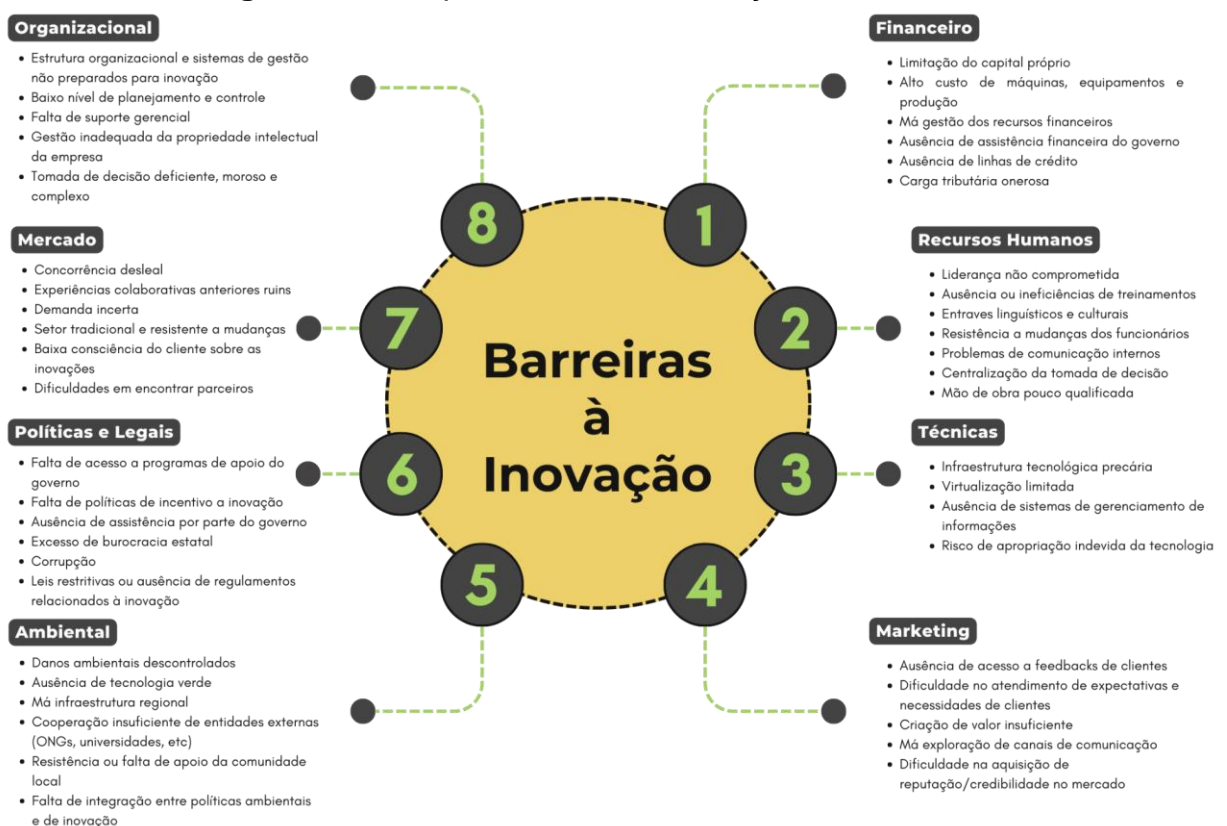 Organizacional
• Estrutura organizacional e sistemas de gestão
não preparados para inovação
• Baixo nível de planejamento e controle
• Falta de suporte gerencial
• Gestão inadequada da propriedade intelectual
da empresa
• Tomada de decisão deficiente, moroso e
complexo
Mercado
• Concorrência desleal
• Experiências colaborativas anteriores ruins
• Demanda incerta
• Setor tradicional e resistente a mudanças
• Baixa consciência do cliente sobre as
inovações
• Dificuldades em encontrar parceiros
Políticas e Legais
• Falta de acesso a programas de apoio do
governo
• Falta de políticas de incentivo a inovação
• Ausência de assistência por parte do governo
• Excesso de burocracia estatal
• Corrupção
• Leis restritivas ou ausência de regulamentos
relacionados à inovação
Ambiental
• Danos ambientais descontrolados
• Ausência de tecnologia verde
• Má infraestrutura regional
• Cooperação insuficiente de entidades externas
(ONGs, universidades, etc)
• Resistência ou falta de apoio da comunidade
local
• Falta de integração entre políticas ambientais
e de inovação
8
7
6
5
Barreiras
à
Inovação
1
2
3
4
Financeiro
• Limitação do capital próprio
• Alto custo de máquinas, equipamentos e
produção
• Má gestão dos recursos financeiros
• Ausência de assistência financeira do governo
• Ausência de linhas de crédito
• Carga tributária onerosa
Recursos Humanos
• Liderança não comprometida
• Ausência ou ineficiências de treinamentos
• Entraves linguísticos e culturais
• Resistência a mudanças dos funcionários
• Problemas de comunicação internos
• Centralização da tomada de decisão
• Mão de obra pouco qualificada
Técnicas
• Infraestrutura tecnológica precária
• Virtualização limitada
• Ausência de sistemas de gerenciamento de
informações
• Risco de apropriação indevida da tecnologia
Marketing
• Ausência de acesso a feedbacks de clientes
• Dificuldade no atendimento de expectativas e
necessidades de clientes
• Criação de valor insuficiente
• Má exploração de canais de comunicação
• Dificuldade na aquisição de
reputação/credibilidade no mercado